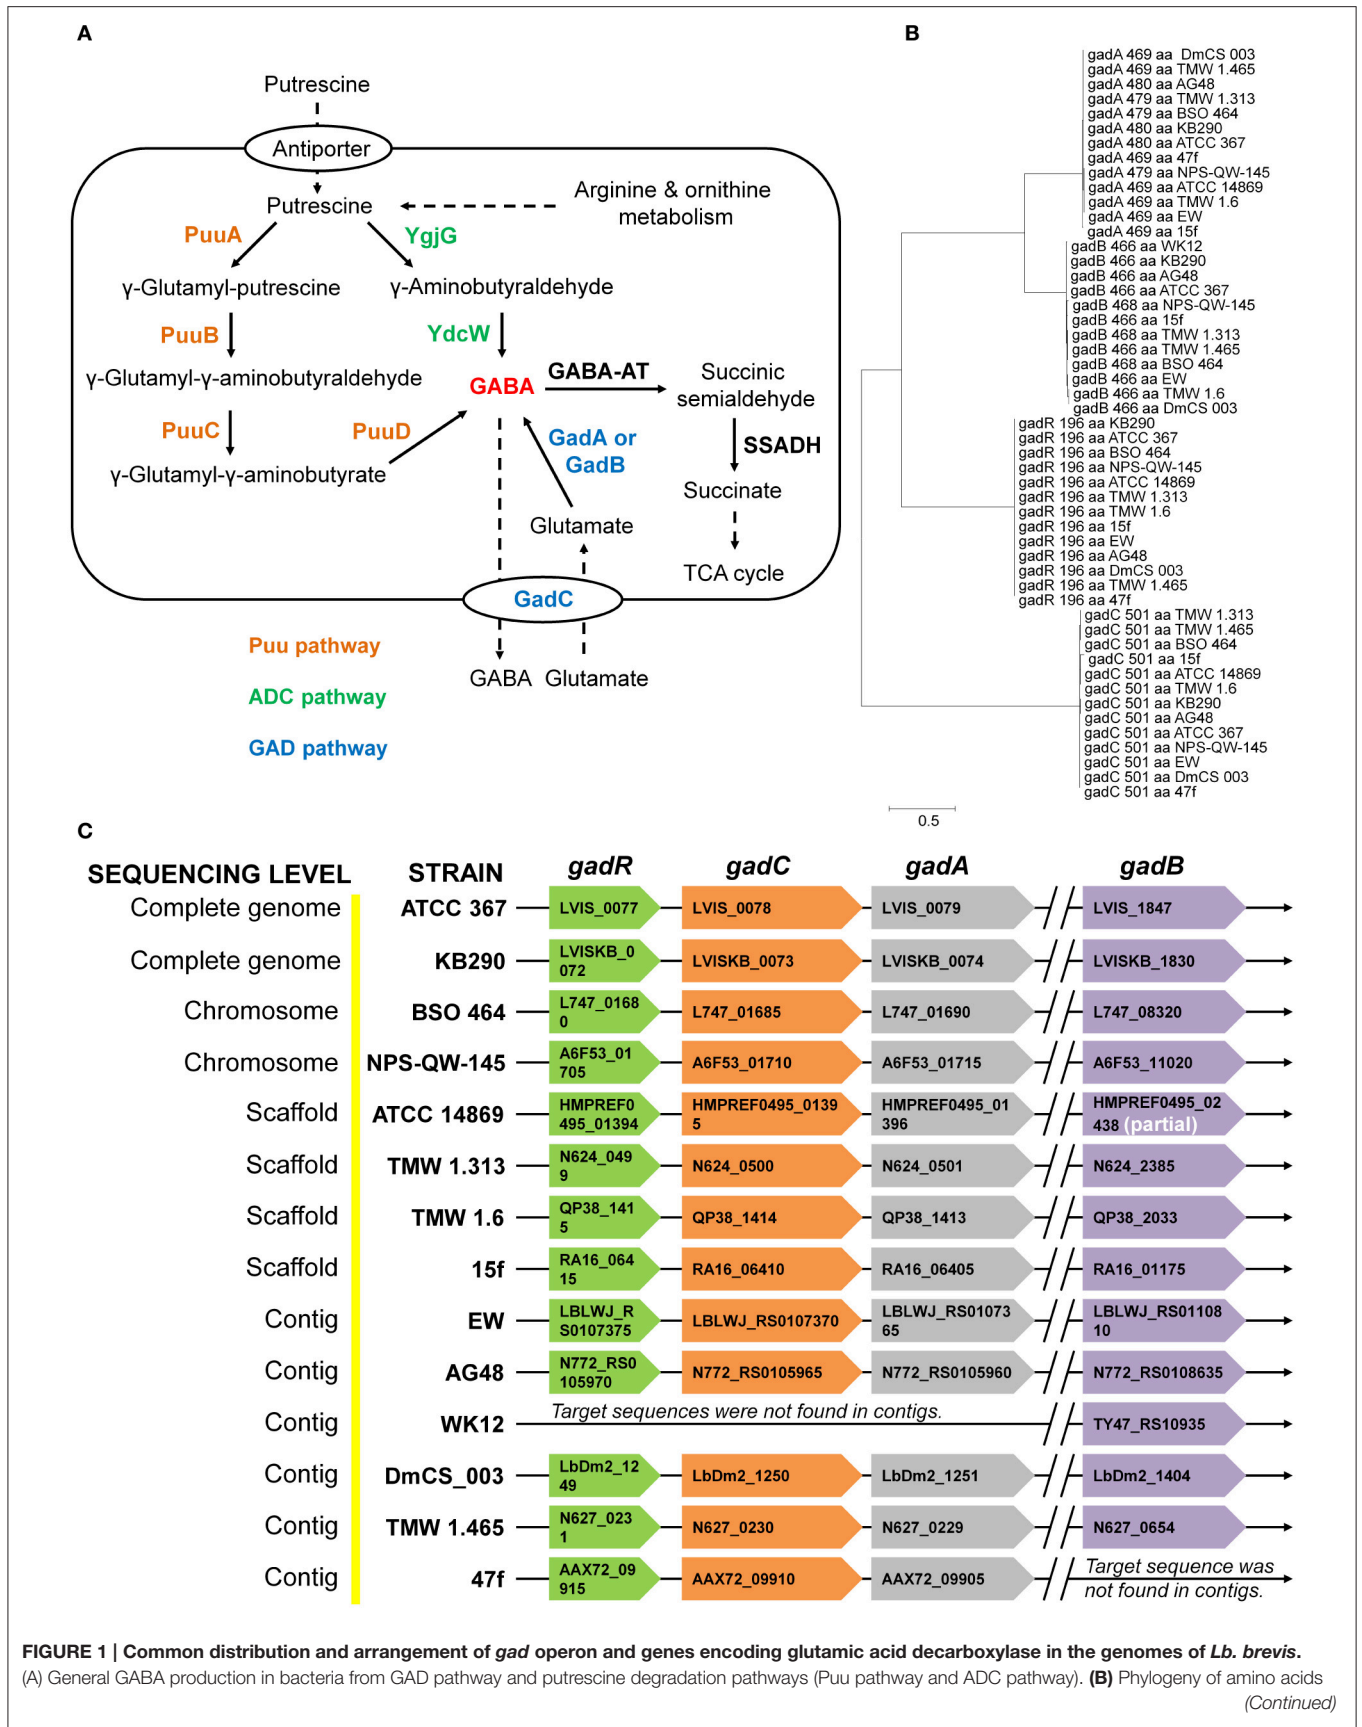 A
Putrescine
Antiporter
Putrescine
Arginine & ornithine
metabolism
PuuA
YgjG
γ-Glutamyl-putrescine
γ-Aminobutyraldehyde
PuuB
YdcW
γ-Glutamyl-γ-aminobutyraldehyde
GABA
GABA-AT
Succinic
semialdehyde
PuuC
PuuD
GadA or
GadB
SSADH
γ-Glutamyl-γ-aminobutyrate
Succinate
Glutamate
TCA cycle
GadC
Puu pathway
GABA
Glutamate
ADC pathway
GAD pathway
B
gadA 469 aa DmCS 003
gadA 469 aa TMW 1.465
gadA 480 aa AG48
gadA 479 aa TMW 1.313
gadA 479 aa BSO 464
gadA 480 aa KB290
gadA 480 aa ATCC 367
gadA 469 aa 47f
gadA 479 aa NPS-QW-145
gadA 469 aa ATCC 14869
gadA 469 aa TMW 1.6
gadA 469 aa EW
gadA 469 aa 15f
gadB 466 aa WK12
gadB 466 aa KB290
gadB 466 aa AG48
gadB 466 aa ATCC 367
gadB 468 aa NPS-QW-145
gadB 466 aa 15f
gadB 468 aa TMW 1.313
gadB 466 aa TMW 1.465
gadB 468 aa BSO 464
gadB 466 aa EW
gadB 466 aa TMW 1.6
gadB 466 aa DmCS 003
gadR 196 aa KB290
gadR 196 aa ATCC 367
gadR 196 aa BSO 464
gadR 196 aa NPS-QW-145
gadR 196 aa ATCC 14869
gadR 196 aa TMW 1.313
gadR 196 aa TMW 1.6
gadR 196 aa 15f
gadR 196 aa EW
gadR 196 aa AG48
gadR 196 aa DmCS 003
gadR 196 aa TMW 1.465
gadR 196 aa 47f
gadC 501 aa TMW 1.313
gadC 501 aa TMW 1.465
gadC 501 aa BSO 464
gadC 501 aa 15f
gadC 501 aa ATCC 14869
gadC 501 aa TMW 1.6
gadC 501 aa KB290
gadC 501 aa AG48
gadC 501 aa ATCC 367
gadC 501 aa NPS-QW-145
gadC 501 aa EW
gadC 501 aa DmCS 003
gadC 501 aa 47f
0.5
C
SEQUENCING LEVEL STRAIN gadR gadC gadA gadB
Complete genome ATCC 367 LVIS_0077 LVIS_0078 LVIS_0079 LVIS_1847
Complete genome KB290 LVISKB_0
072 LVISKB_0073 LVISKB_0074 LVISKB_1830
Chromosome BSO 464 L747_0168
0 L747_01685 L747_01690 L747_08320
Chromosome NPS-QW-145 A6F53_01
705 A6F53_01710 A6F53_01715 A6F53_11020
Scaffold ATCC 14869 HMPREF0
495_01394 HMPREF0495_0139
5 HMPREF0495_01
396 HMPREF0495_02
438 (partial)
Scaffold TMW 1.313 N624_049
9 N624_0500 N624_0501 N624_2385
Scaffold TMW 1.6 QP38_141
5 QP38_1414 QP38_1413 QP38_2033
Scaffold 15f RA16_064
15 RA16_06410 RA16_06405 RA16_01175
Contig EW LBLWJ_R
S0107375 LBLWJ_RS0107370 LBLWJ_RS01073
65 LBLWJ_RS01108
10
Contig AG48 N772_RS0
105970 N772_RS0105965 N772_RS0105960 N772_RS0108635
Contig WK12 Target sequences were not found in contigs. TY47_RS10935
Contig DmCS_003 LbDm2_12
49 LbDm2_1250 LbDm2_1251 LbDm2_1404
Contig TMW 1.465 N627_023
1 N627_0230 N627_0229 N627_0654
Contig 47f AAX72_09
915 AAX72_09910 AAX72_09905 Target sequence was
not found in contigs.
FIGURE 1 | Common distribution and arrangement of gad operon and genes encoding glutamic acid decarboxylase in the genomes of Lb. brevis.
(A) General GABA production in bacteria from GAD pathway and putrescine degradation pathways (Puu pathway and ADC pathway). (B) Phylogeny of amino acids
(Continued)